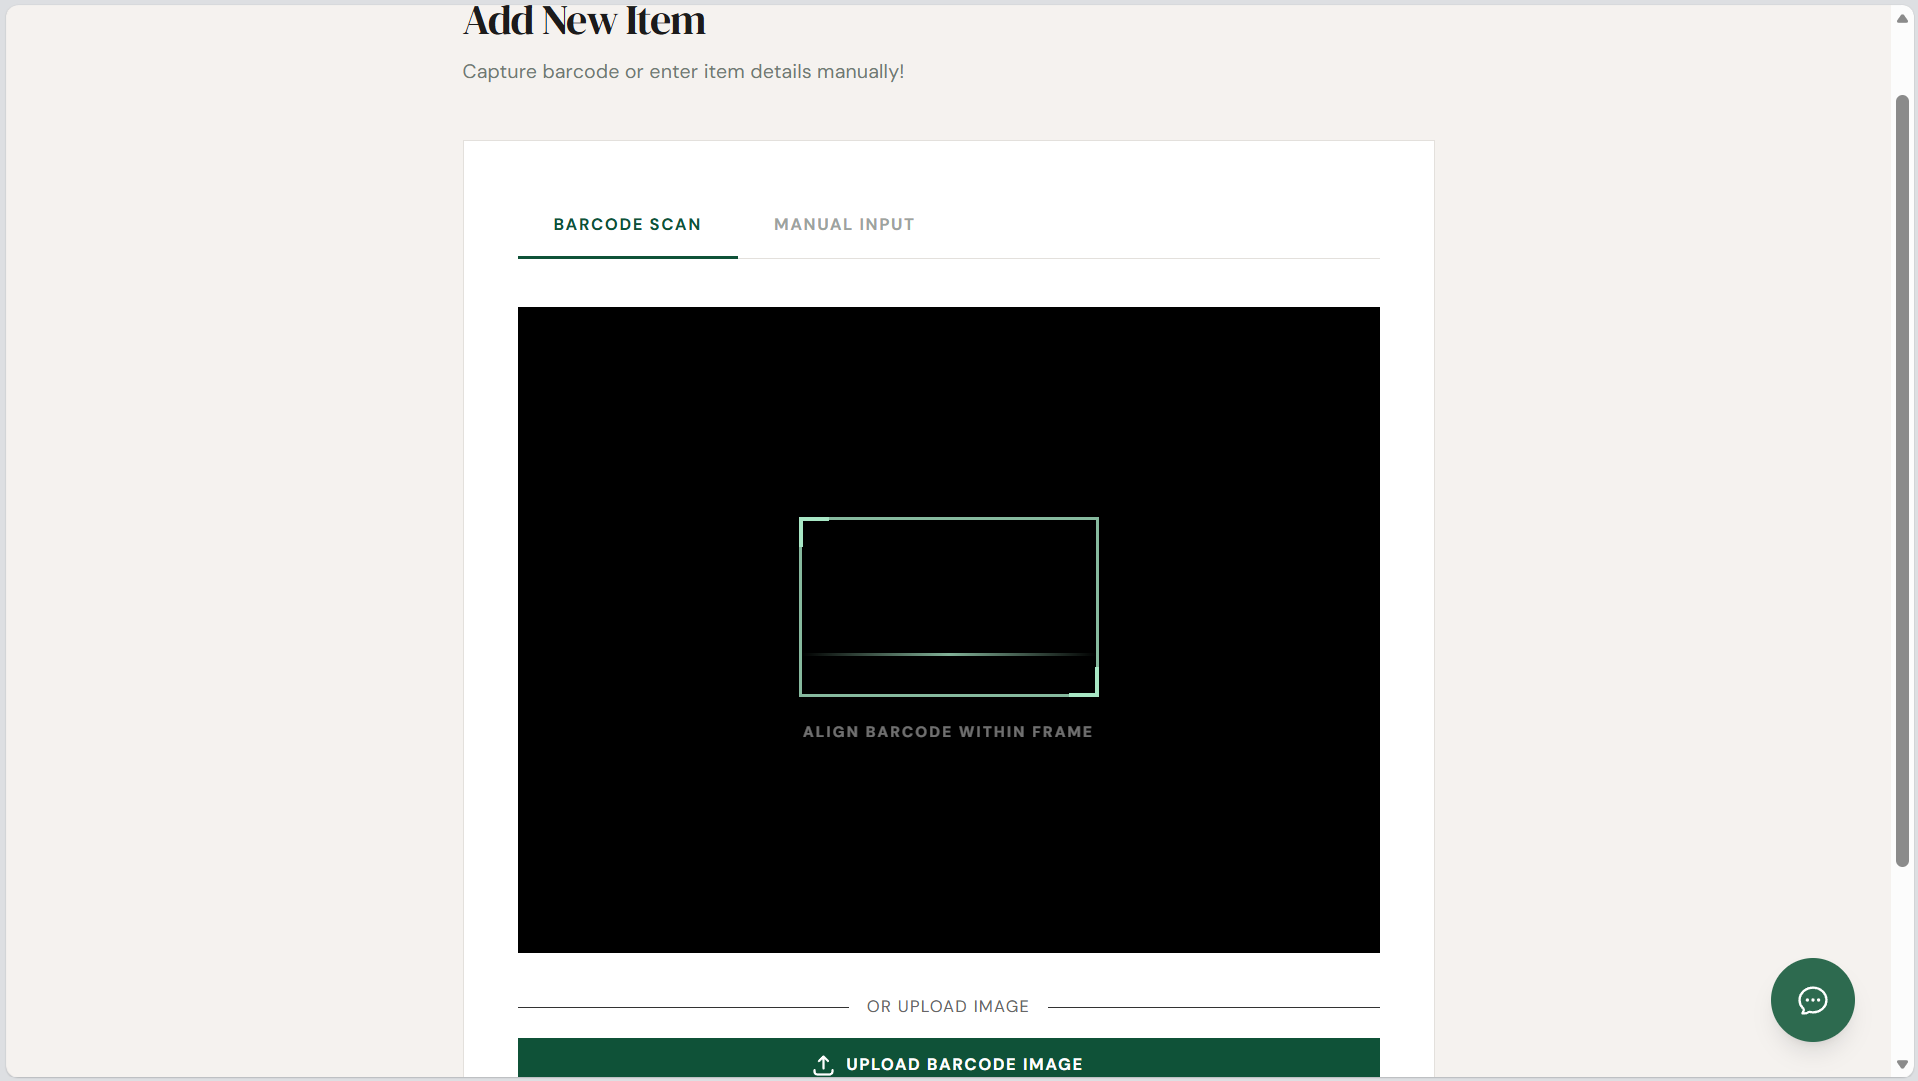 Add New Item
Capture barcode or enter item details manually!
BARCODE SCAN
MANUAL INPUT
ALIGN BARCODE WITHIN FRAME
OR UPLOAD IMAGE
UPLOAD BARCODE IMAGE